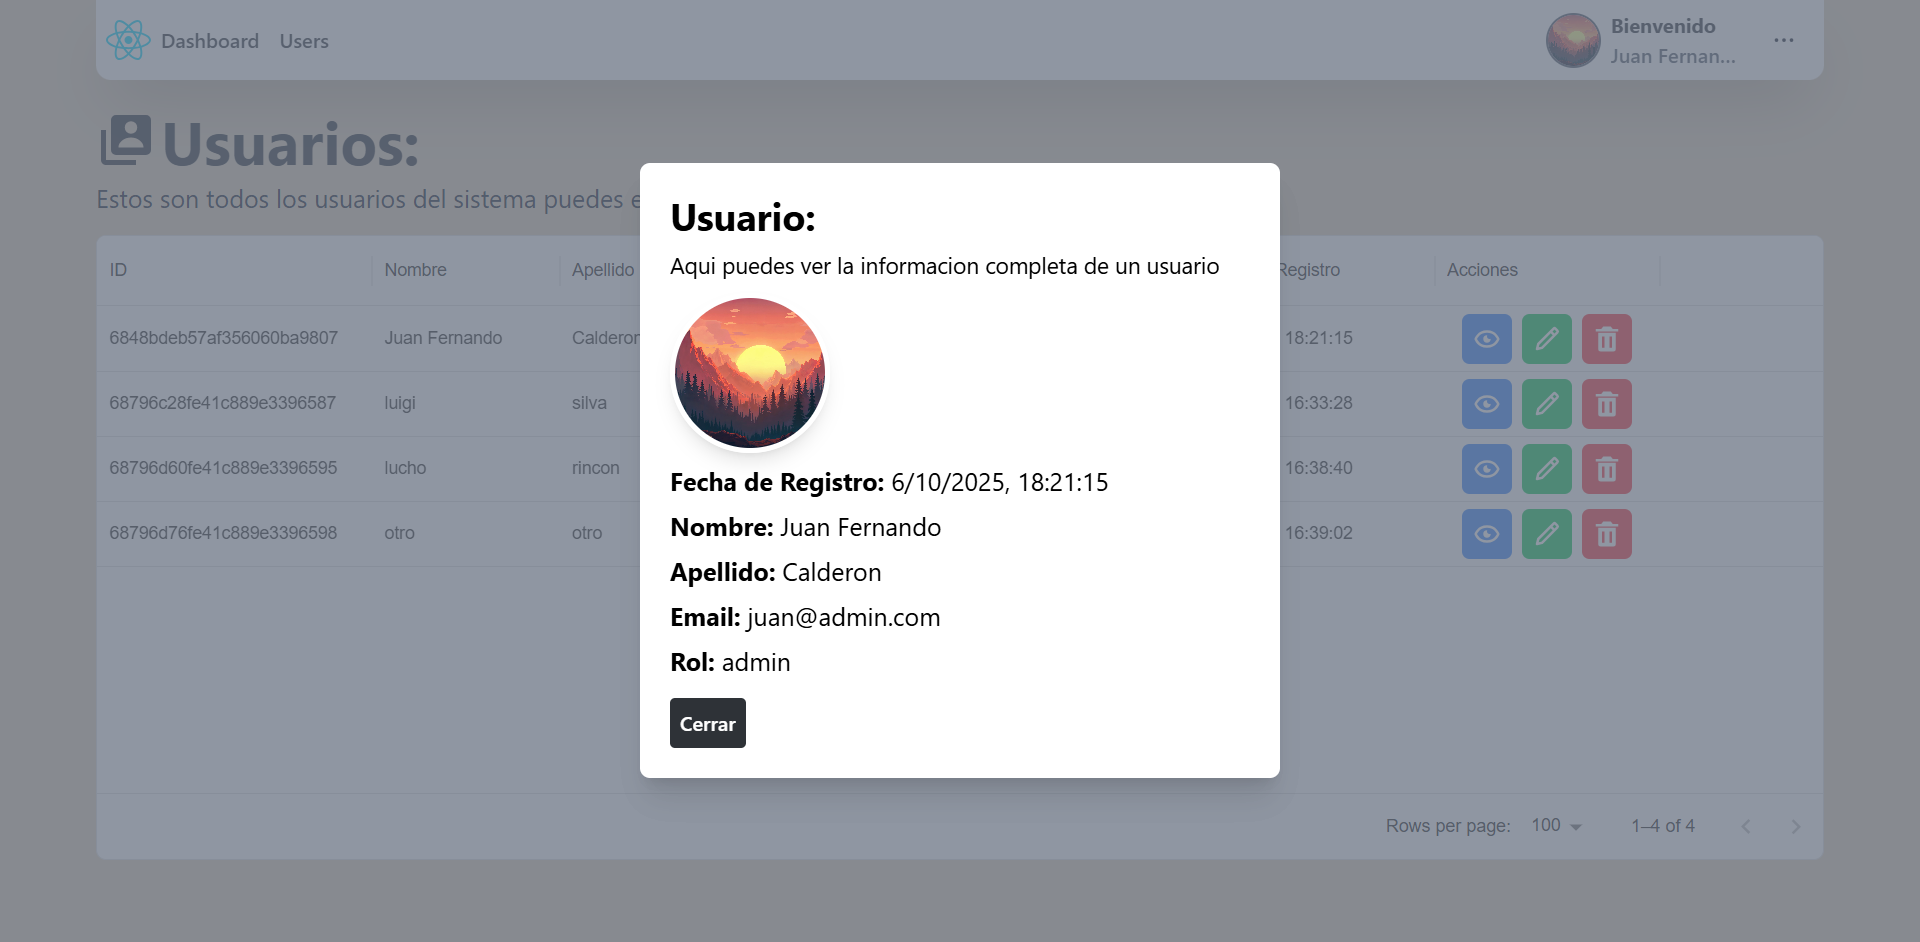 Dashboard Users
Bienvenido
Juan Fernan...
Usuarios:
Estos son todos los usuarios del sistema puedes
ID Nombre Apellido Registro Acciones
6848bdeb57af356060ba9807 Juan Fernando Calderon 18:21:15
68796c28fe41c889e3396587 luigi silva 16:33:28
68796d60fe41c889e3396595 lucho rincon 16:38:40
68796d76fe41c889e3396598 otro otro 16:39:02
Rows per page: 100 1–4 of 4
Usuario:
Aqui puedes ver la informacion completa de un usuario
Fecha de Registro: 6/10/2025, 18:21:15
Nombre: Juan Fernando
Apellido: Calderon
Email: juan@admin.com
Rol: admin
Cerrar